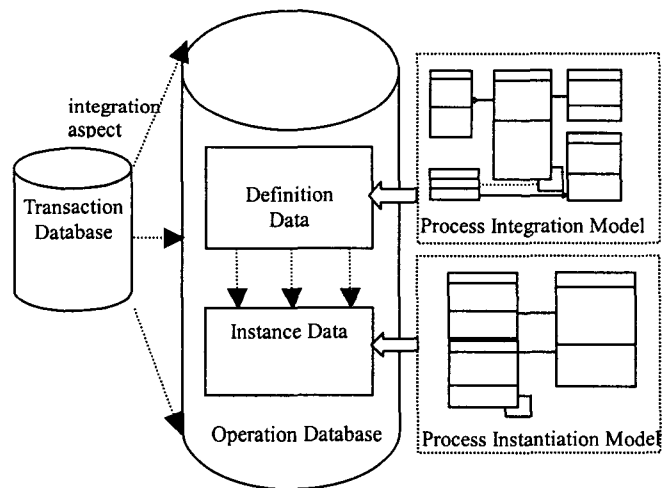 integration
aspect
Transaction
Database
Definition
Data
Instance Data
Operation Database
Process Integration Model
Process Instantiation Model